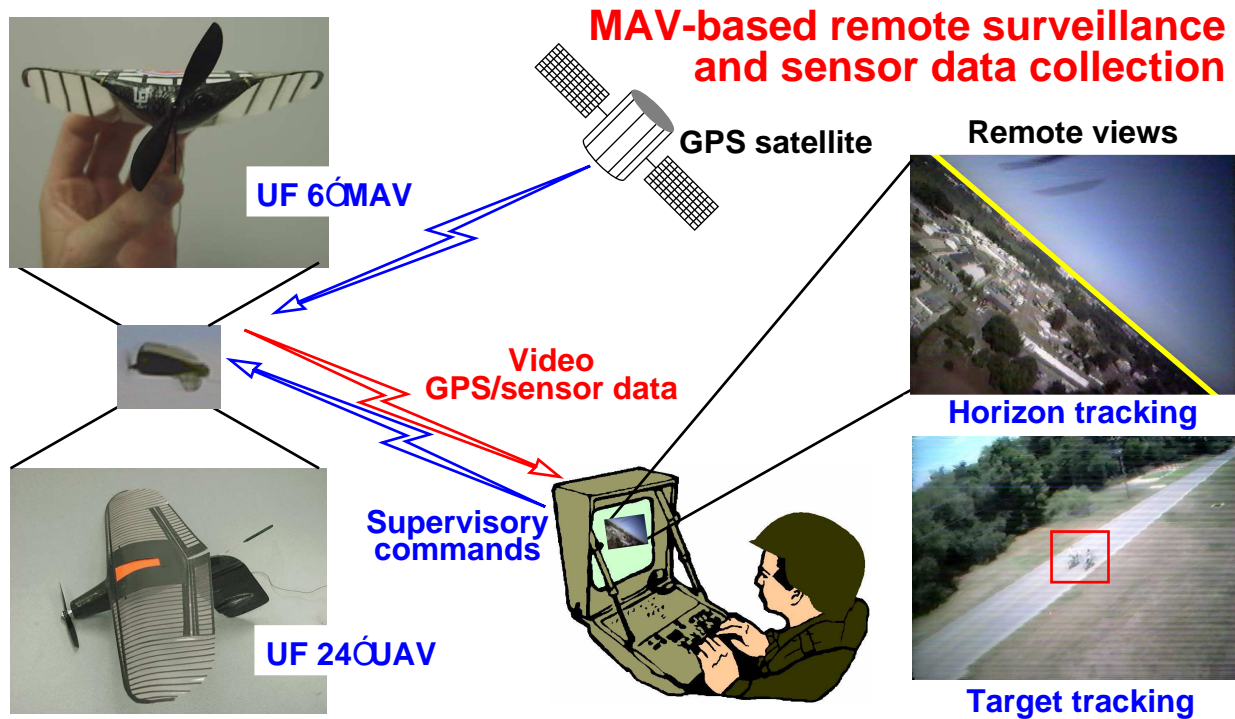 MAV-based remote surveillance
and sensor data collection
GPS satellite
Remote views
UF 6ÓMAV
Video
GPS/sensor data
Horizon tracking
Supervisory
commands
UF 24ÓUAV
Target tracking